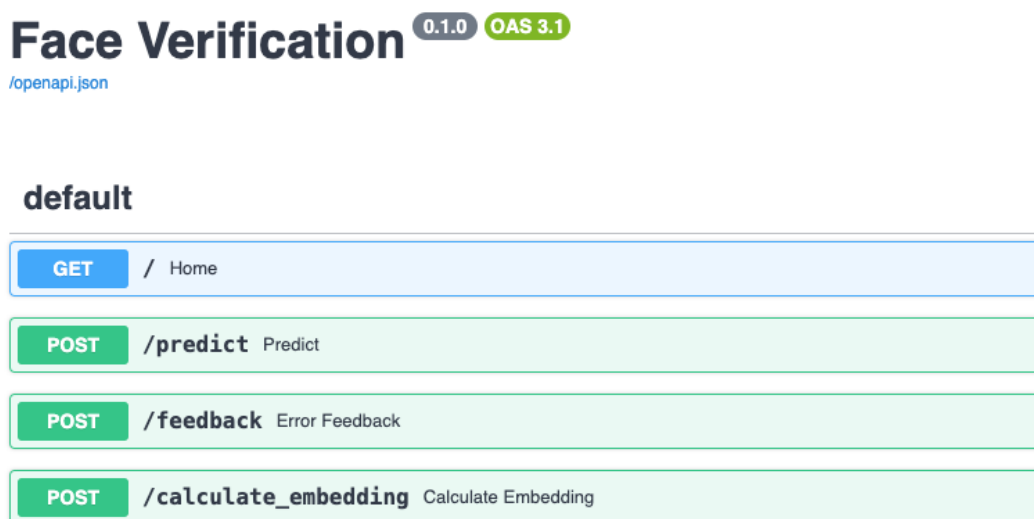 Face Verification 0.1.0 OAS 3.1
/openapi.json
default
GET / Home
POST /predict Predict
POST /feedback Error Feedback
POST /calculate_embedding Calculate Embedding